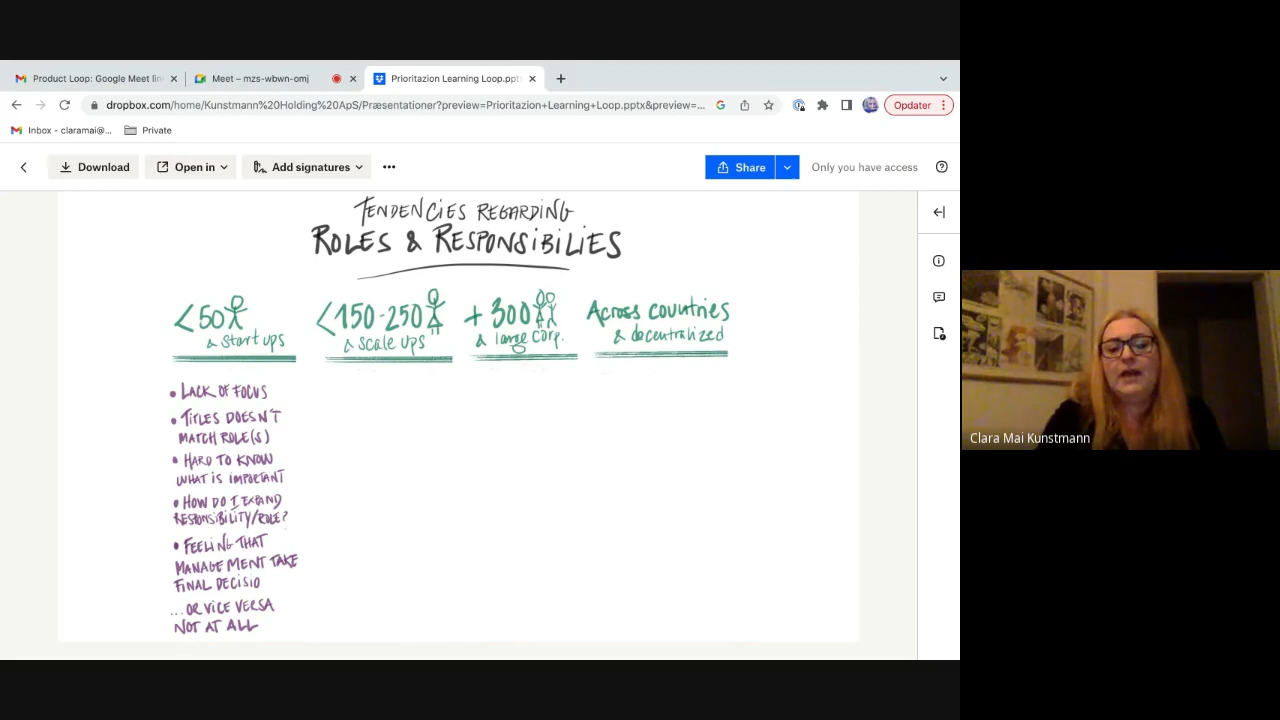 Product Loop: Google Meet lin
Meet – mzs-wbwn-omj
Prioritazion Learning Loop.pptx
dropbox.com/home/Kunstmann%20Holding%20ApS/Præsentationer?preview=Prioritazion+Learning+Loop.pptx&preview=...
Opdater
Inbox - claramai@...
Private
Download
Open in
Add signatures
Share
Only you have access
TENDENCIES REGARDING
ROLES & RESPONSIBILIES
<50
& start ups
<150-250
& scale ups
+ 300
& large corp.
Across countries
& decentralized
• LACK OF FOCUS
• TITLES DOESN'T
MATCH ROLE(S)
• HARD TO KNOW
WHAT IS IMPORTANT
• HOW DO I EXPAND
RESPONSIBILITY/ROLE?
• FEELING THAT
MANAGEMENT TAKE
FINAL DECISIO
... OR VICE VERSA
NOT AT ALL
Clara Mai Kunstmann